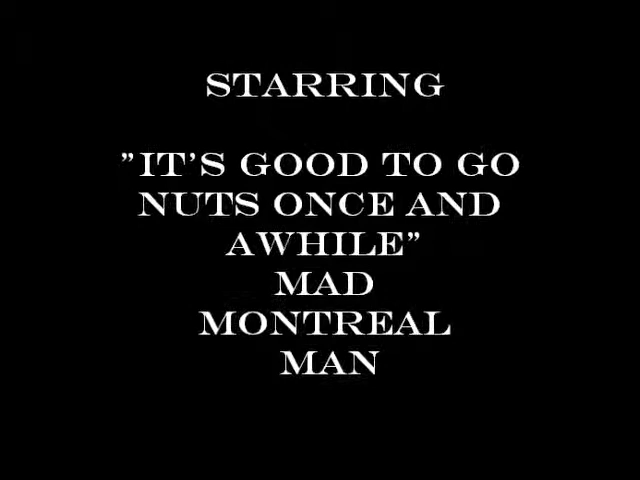 STARRING
"IT'S GOOD TO GO
NUTS ONCE AND
AWHILE"
MAD
MONTREAL
MAN